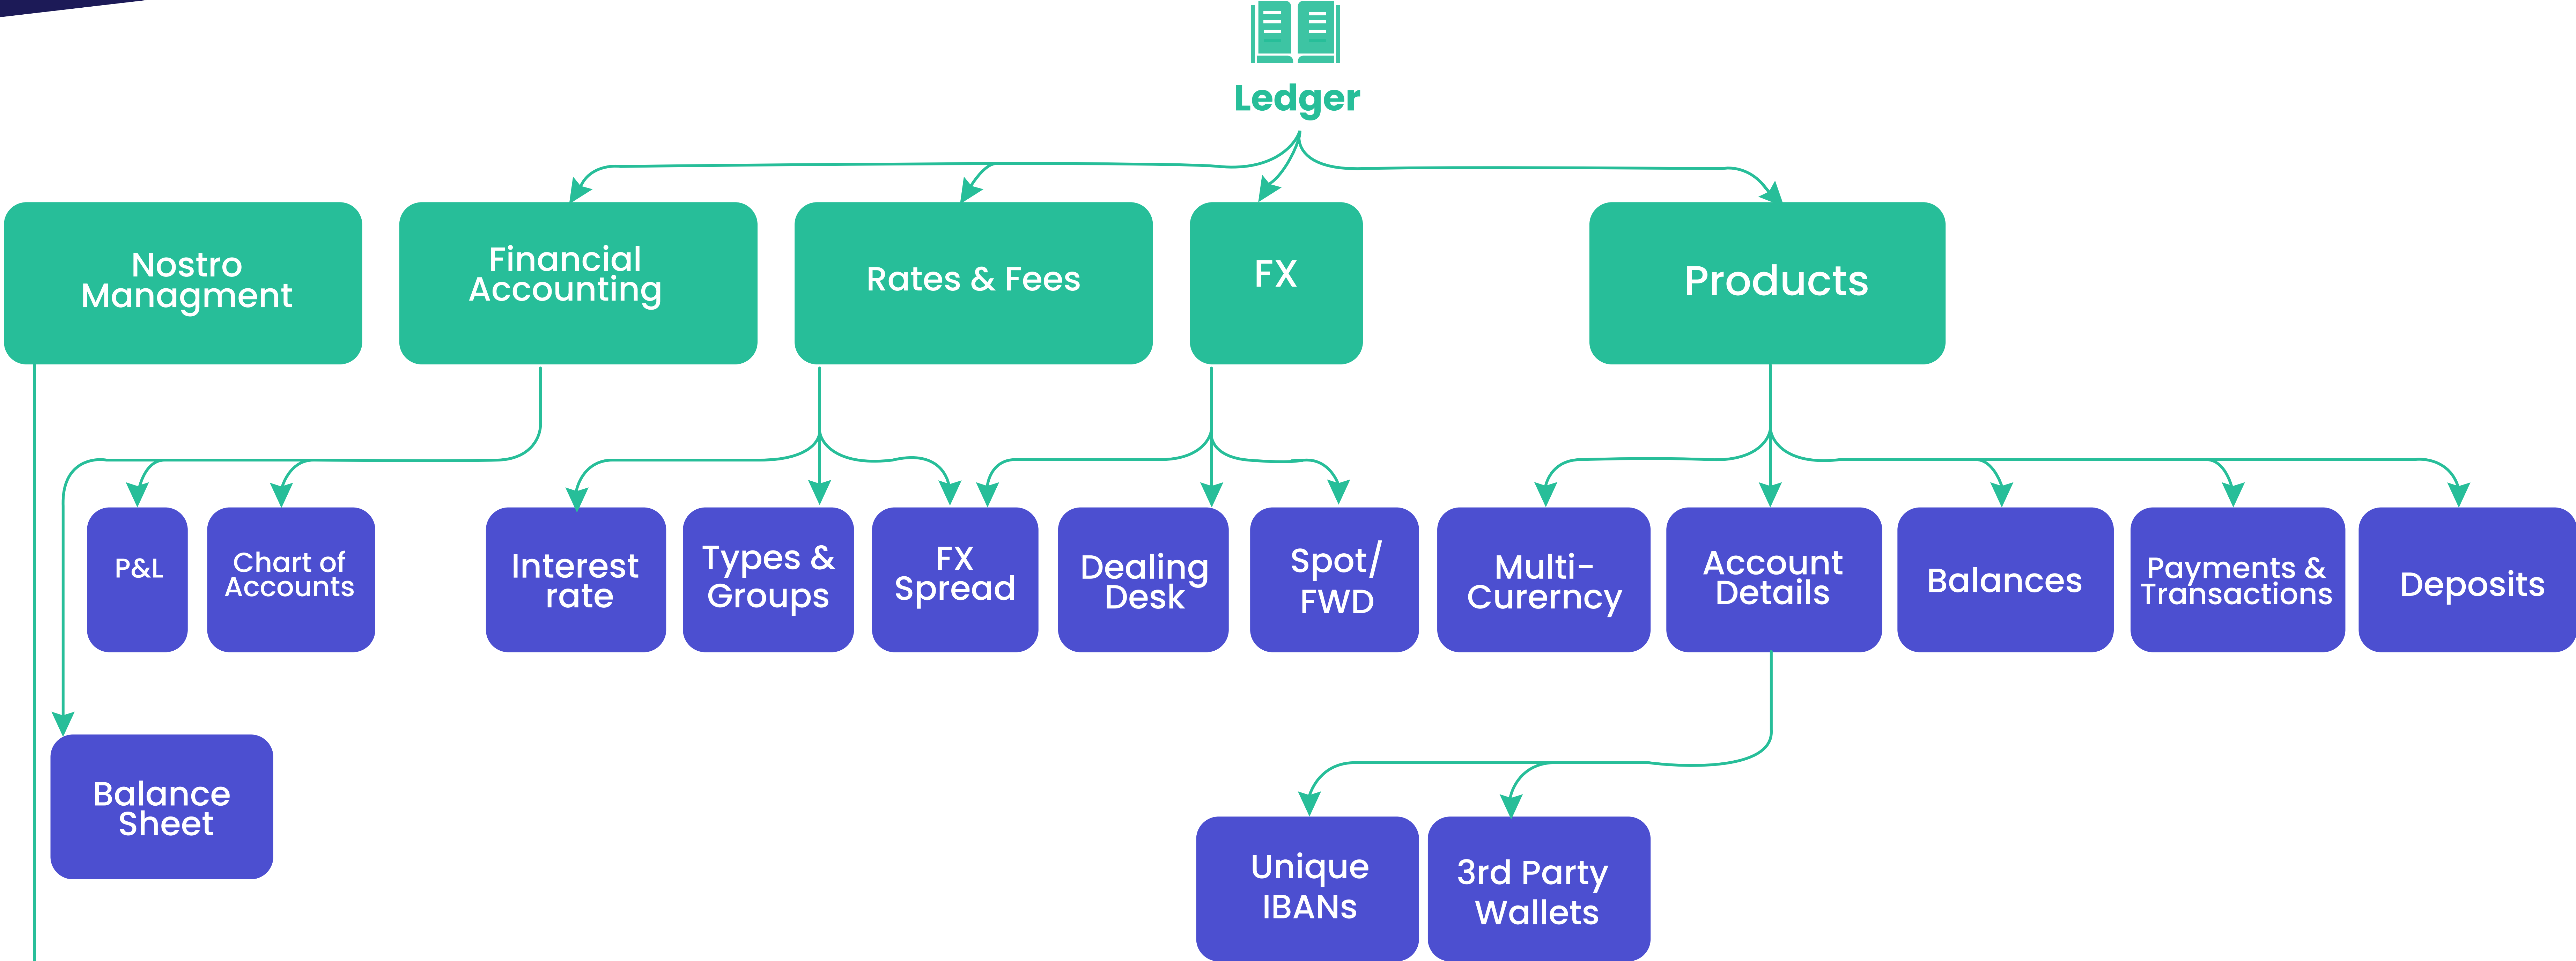 Ledger
Nostro
Managment
Financial
Accounting
Rates & Fees
FX
Products
P&L
Chart of
Accounts
Interest
rate
Types &
Groups
FX
Spread
Dealing
Desk
Spot/
FWD
Multi-
Curerncy
Account
Details
Balances
Payments &
Transactions
Deposits
Balance
Sheet
Unique
IBANs
3rd Party
Wallets